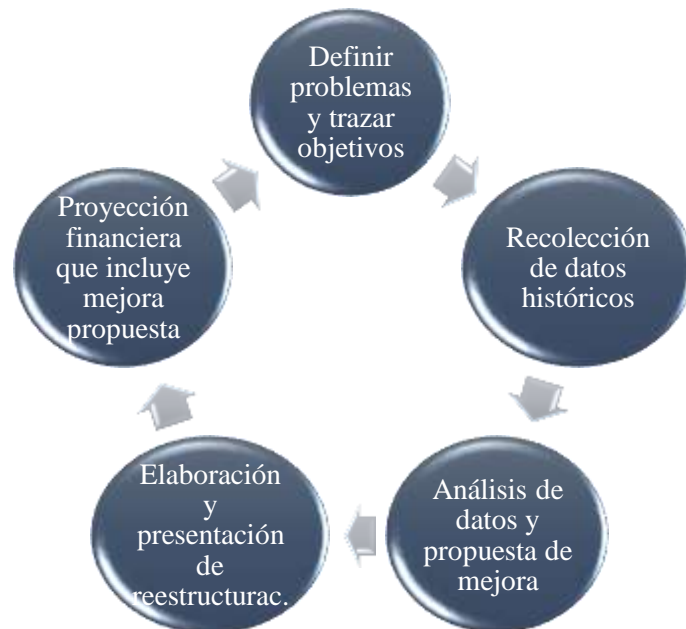 Definir
problemas
y trazar
objetivos
Recolección
de datos
históricos
Análisis de
datos y
propuesta de
mejora
Elaboración
y
presentación
de
reestructurac.
Proyección
financiera
que incluye
mejora
propuesta